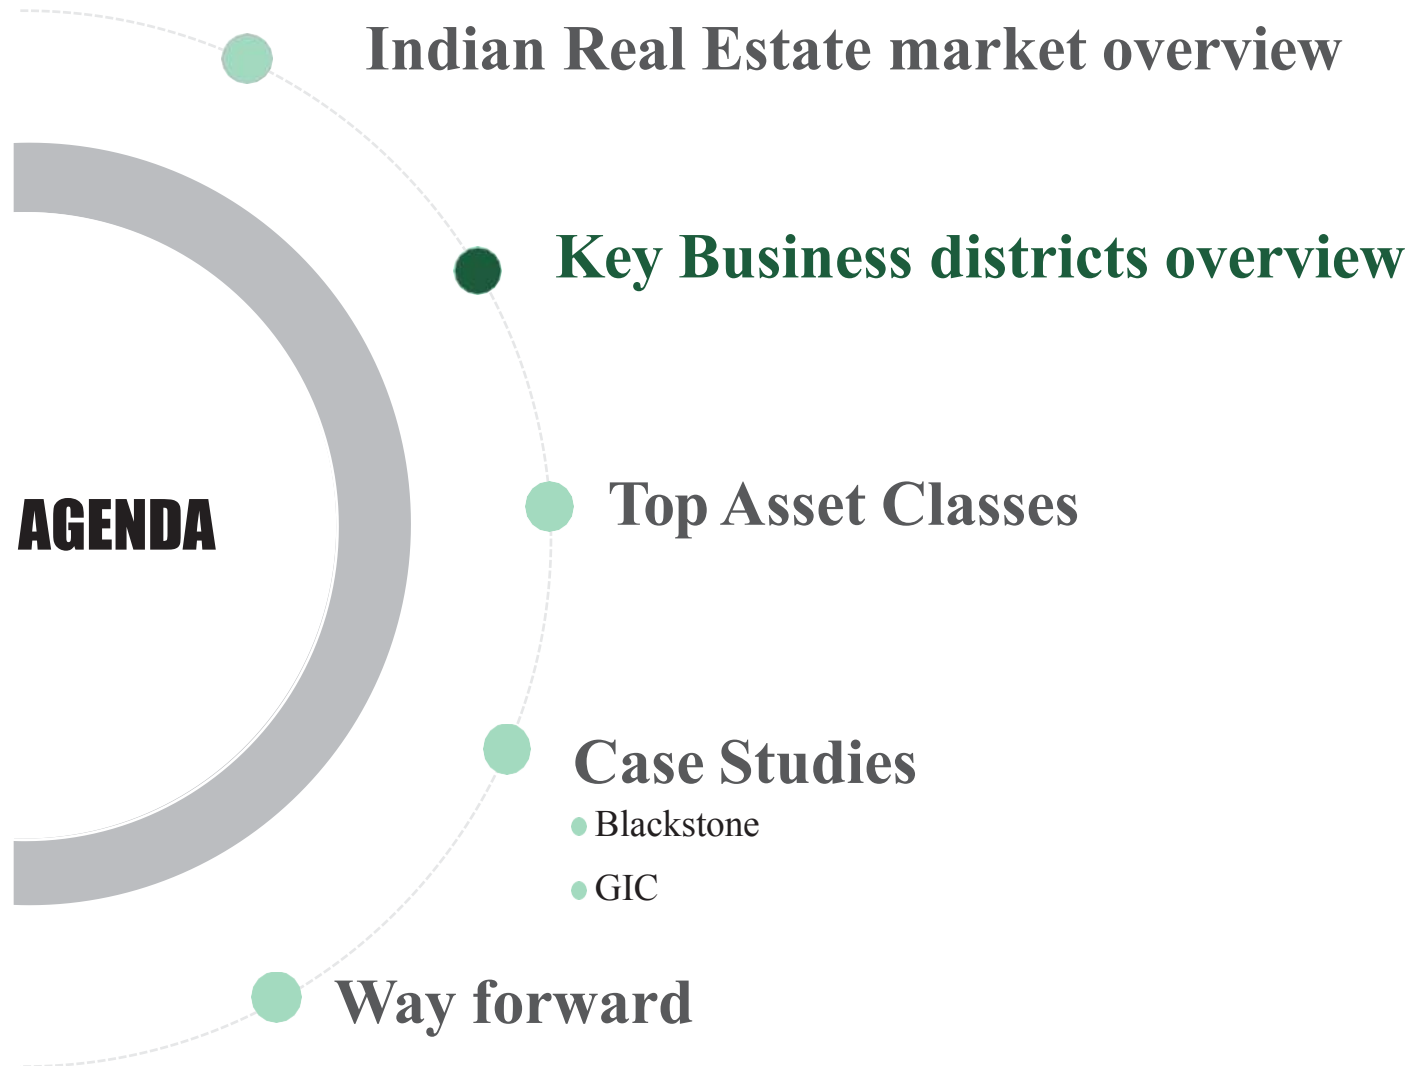 Indian Real Estate market overview
Key Business districts overview
AGENDA
Top Asset Classes
Case Studies
Blackstone
GIC
Way forward